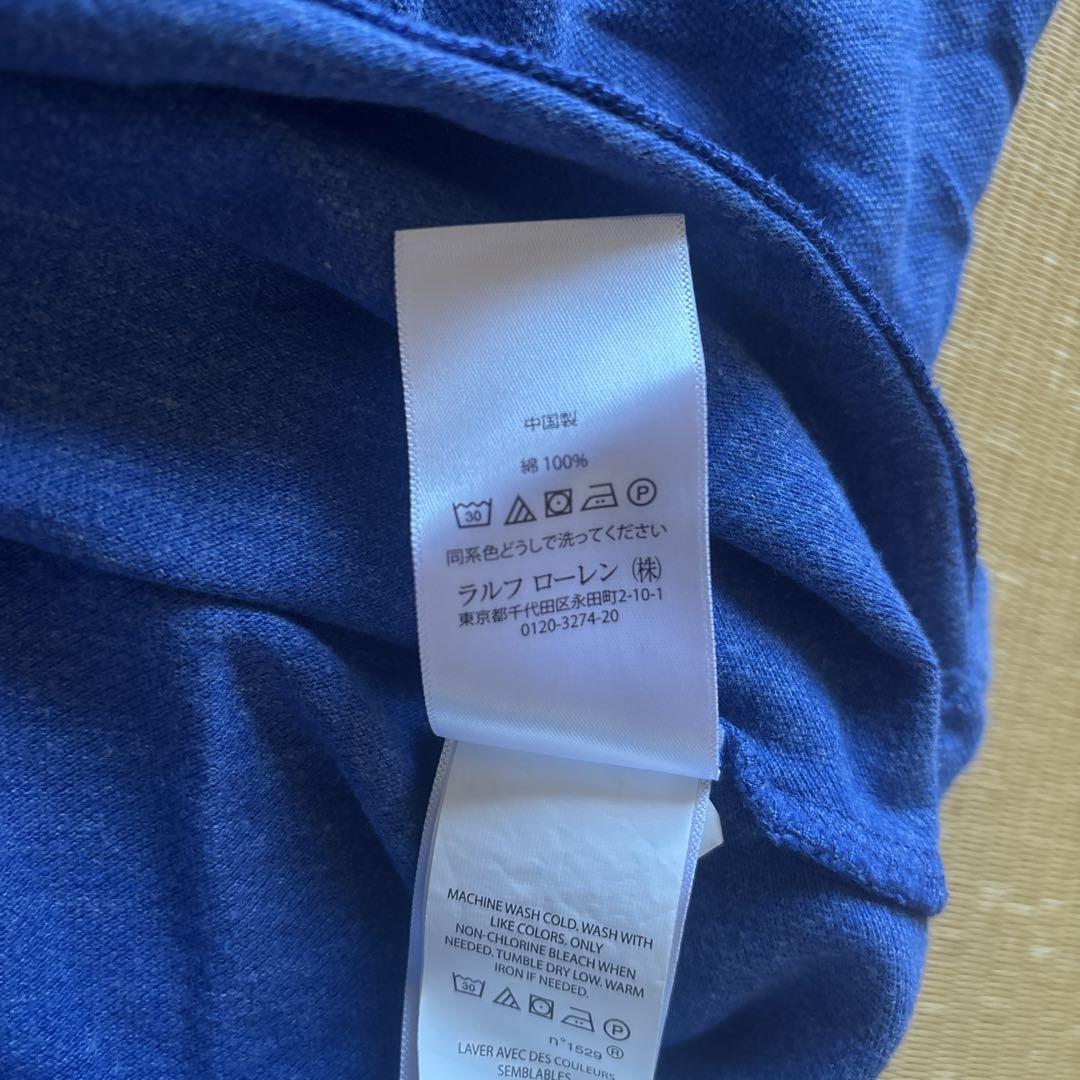 中国製
綿 100%
30 P
同系色どうしで洗ってください
ラルフ ローレン (株)
東京都千代田区永田町2-10-1
0120-3274-20
MACHINE WASH COLD. WASH WITH
LIKE COLORS. ONLY
NON-CHLORINE BLEACH WHEN
NEEDED. TUMBLE DRY LOW. WARM
IRON IF NEEDED.
30 P
n°1529 ®
LAVER AVEC DES COULEURS
SEMBLABLES